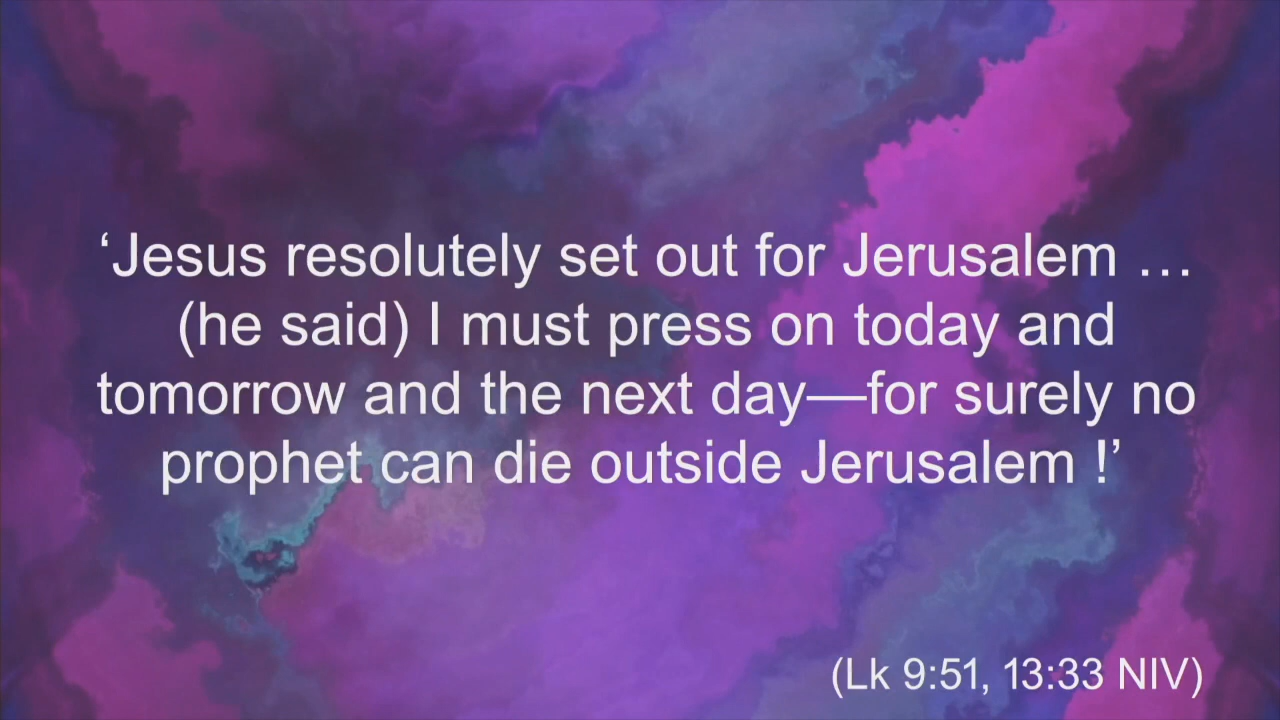 ‘Jesus resolutely set out for Jerusalem …
(he said) I must press on today and
tomorrow and the next day—for surely no
prophet can die outside Jerusalem !’
(Lk 9:51, 13:33 NIV)